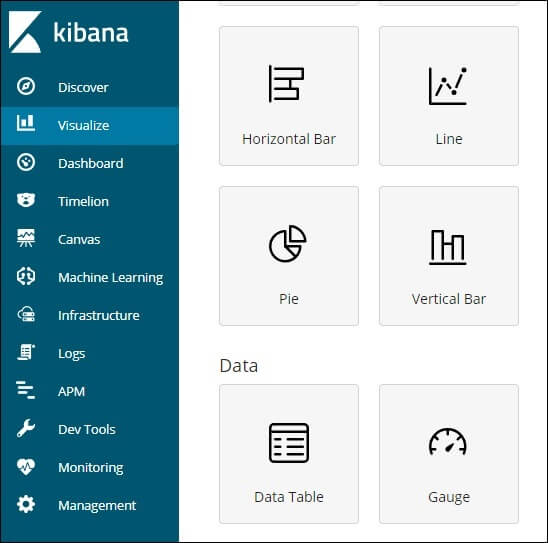 kibana
Discover
Visualize
Dashboard
Timelion
Canvas
Machine Learning
Infrastructure
Logs
APM
Dev Tools
Monitoring
Management
Horizontal Bar
Line
Pie
Vertical Bar
Data
Data Table
Gauge